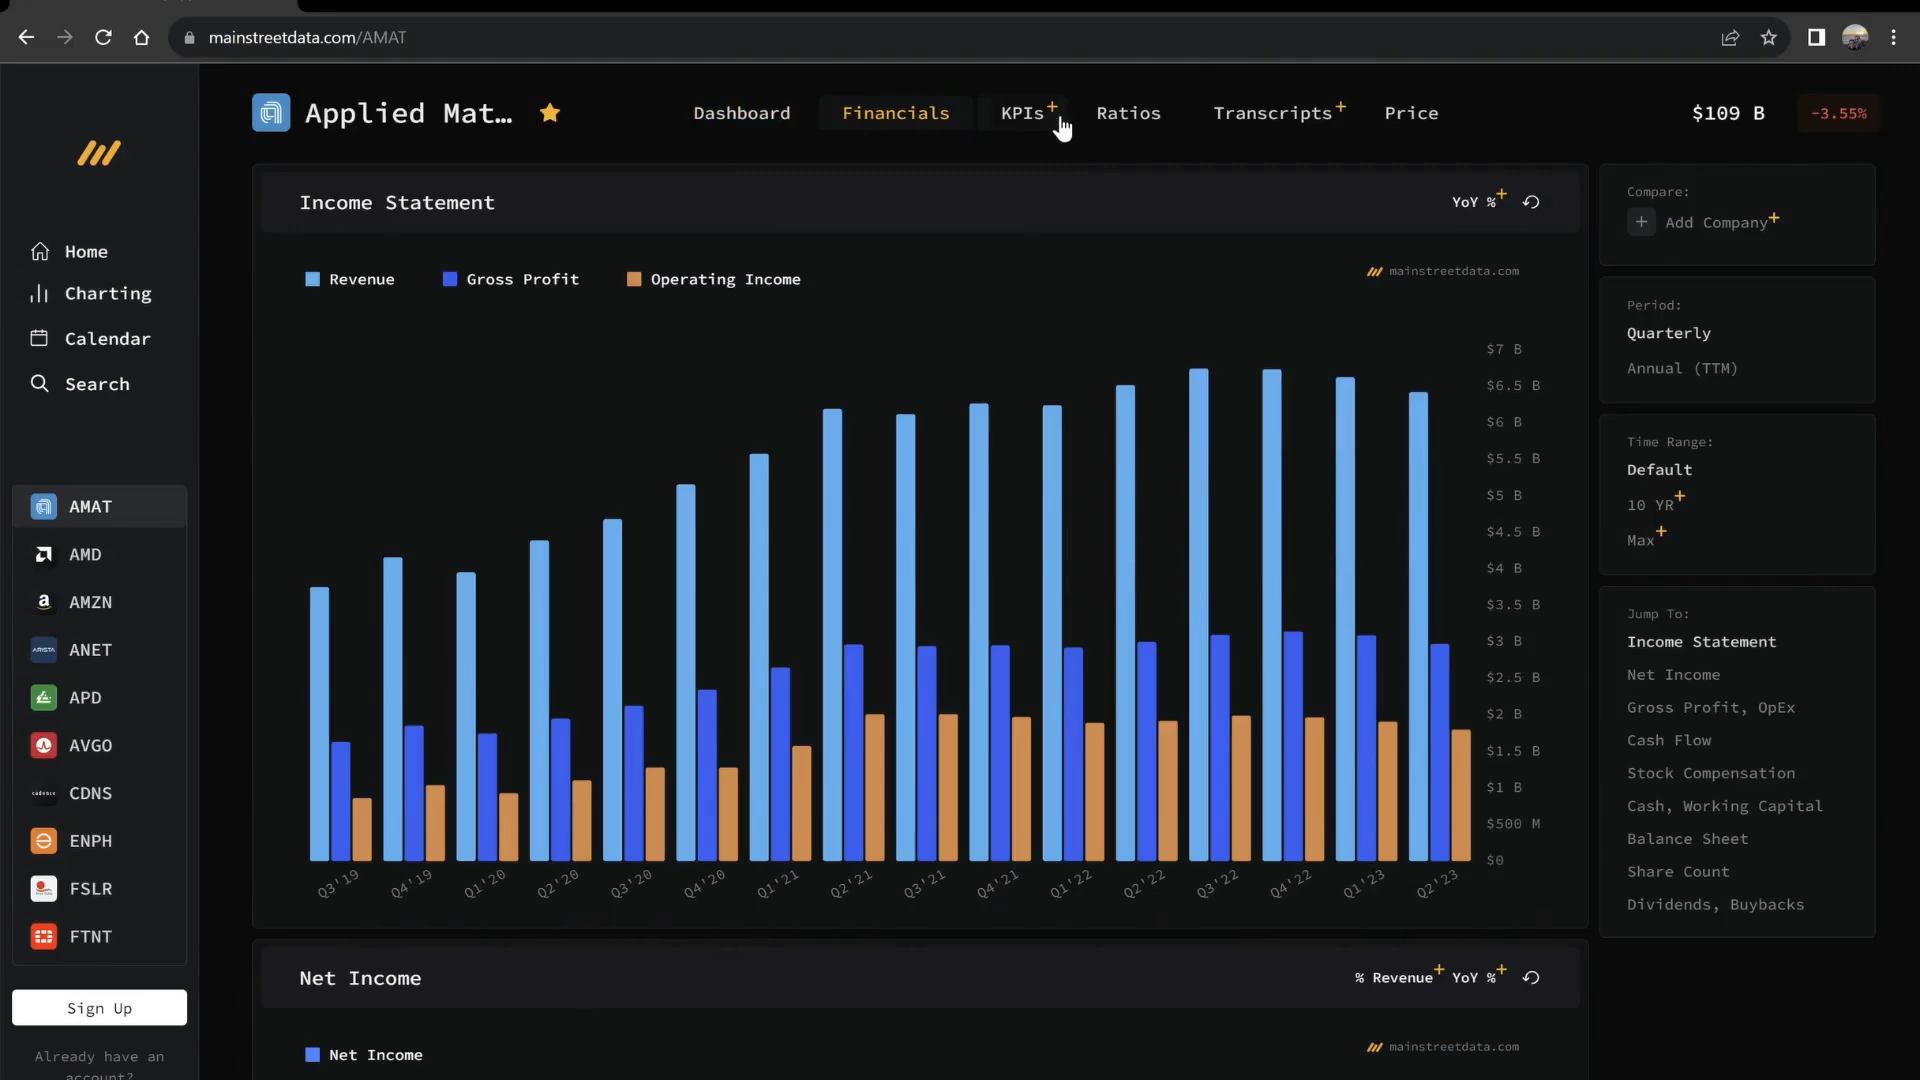 mainstreetdata.com/AMAT
Applied Mat...
Dashboard
Financials
KPIs+
Ratios
Transcripts+
Price
$109 B
-3.55%
Home
Charting
Calendar
Search
AMAT
AMD
AMZN
ANET
APD
AVGO
CDNS
ENPH
FSLR
FTNT
Sign Up
Already have an
account?
Income Statement
YoY %+
Revenue
Gross Profit
Operating Income
mainstreetdata.com
$7 B
$6.5 B
$6 B
$5.5 B
$5 B
$4.5 B
$4 B
$3.5 B
$3 B
$2.5 B
$2 B
$1.5 B
$1 B
$500 M
$0
Q3'19
Q4'19
Q1'20
Q2'20
Q3'20
Q4'20
Q1'21
Q2'21
Q3'21
Q4'21
Q1'22
Q2'22
Q3'22
Q4'22
Q1'23
Q2'23
Net Income
% Revenue+
YoY %+
Net Income
mainstreetdata.com
Compare:
+ Add Company+
Period:
Quarterly
Annual (TTM)
Time Range:
Default
10 YR+
Max+
Jump To:
Income Statement
Net Income
Gross Profit, OpEx
Cash Flow
Stock Compensation
Cash, Working Capital
Balance Sheet
Share Count
Dividends, Buybacks